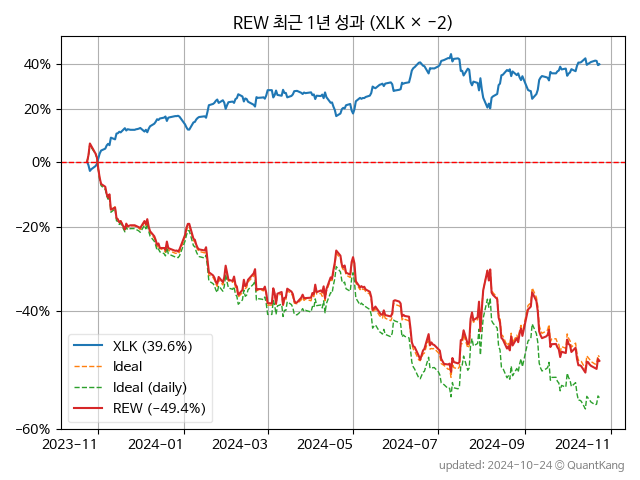 REW 최근 1년 성과 (XLK × −2)
40%
20%
0%
−20%
−40%
−60%
XLK (39.6%)
Ideal
Ideal (daily)
REW (−49.4%)
2023-11 2024-01 2024-03 2024-05 2024-07 2024-09 2024-11
updated: 2024-10-24 © QuantKang